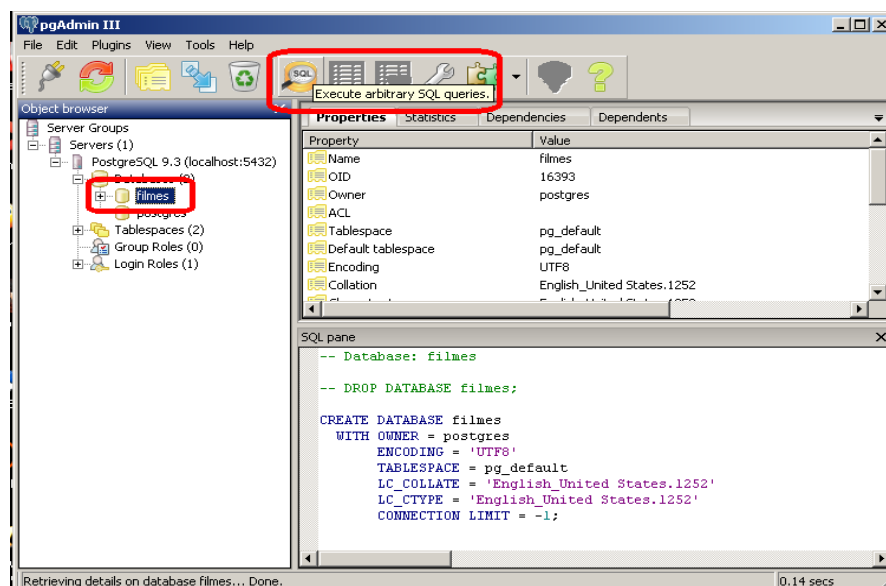 pgAdmin III
File Edit Plugins View Tools Help
SQL
Execute arbitrary SQL queries.
Object browser
Server Groups
Servers (1)
PostgreSQL 9.3 (localhost:5432)
Databases (2)
filmes
postgres
Tablespaces (2)
Group Roles (0)
Login Roles (1)
Properties Statistics Dependencies Dependents
Property Value
Name filmes
OID 16393
Owner postgres
ACL
Tablespace pg_default
Default tablespace pg_default
Encoding UTF8
Collation English_United States.1252
SQL pane
-- Database: filmes
-- DROP DATABASE filmes;
CREATE DATABASE filmes
WITH OWNER = postgres
ENCODING = 'UTF8'
TABLESPACE = pg_default
LC_COLLATE = 'English_United States.1252'
LC_CTYPE = 'English_United States.1252'
CONNECTION LIMIT = -1;
Retrieving details on database filmes... Done. 0.14 secs